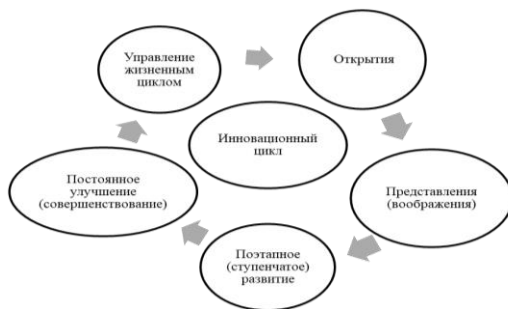 Управление
жизненным
циклом
Открытия
Инновационный
цикл
Постоянное
улучшение
(совершенствование)
Представления
(воображения)
Поэтапное
(ступенчатое)
развитие